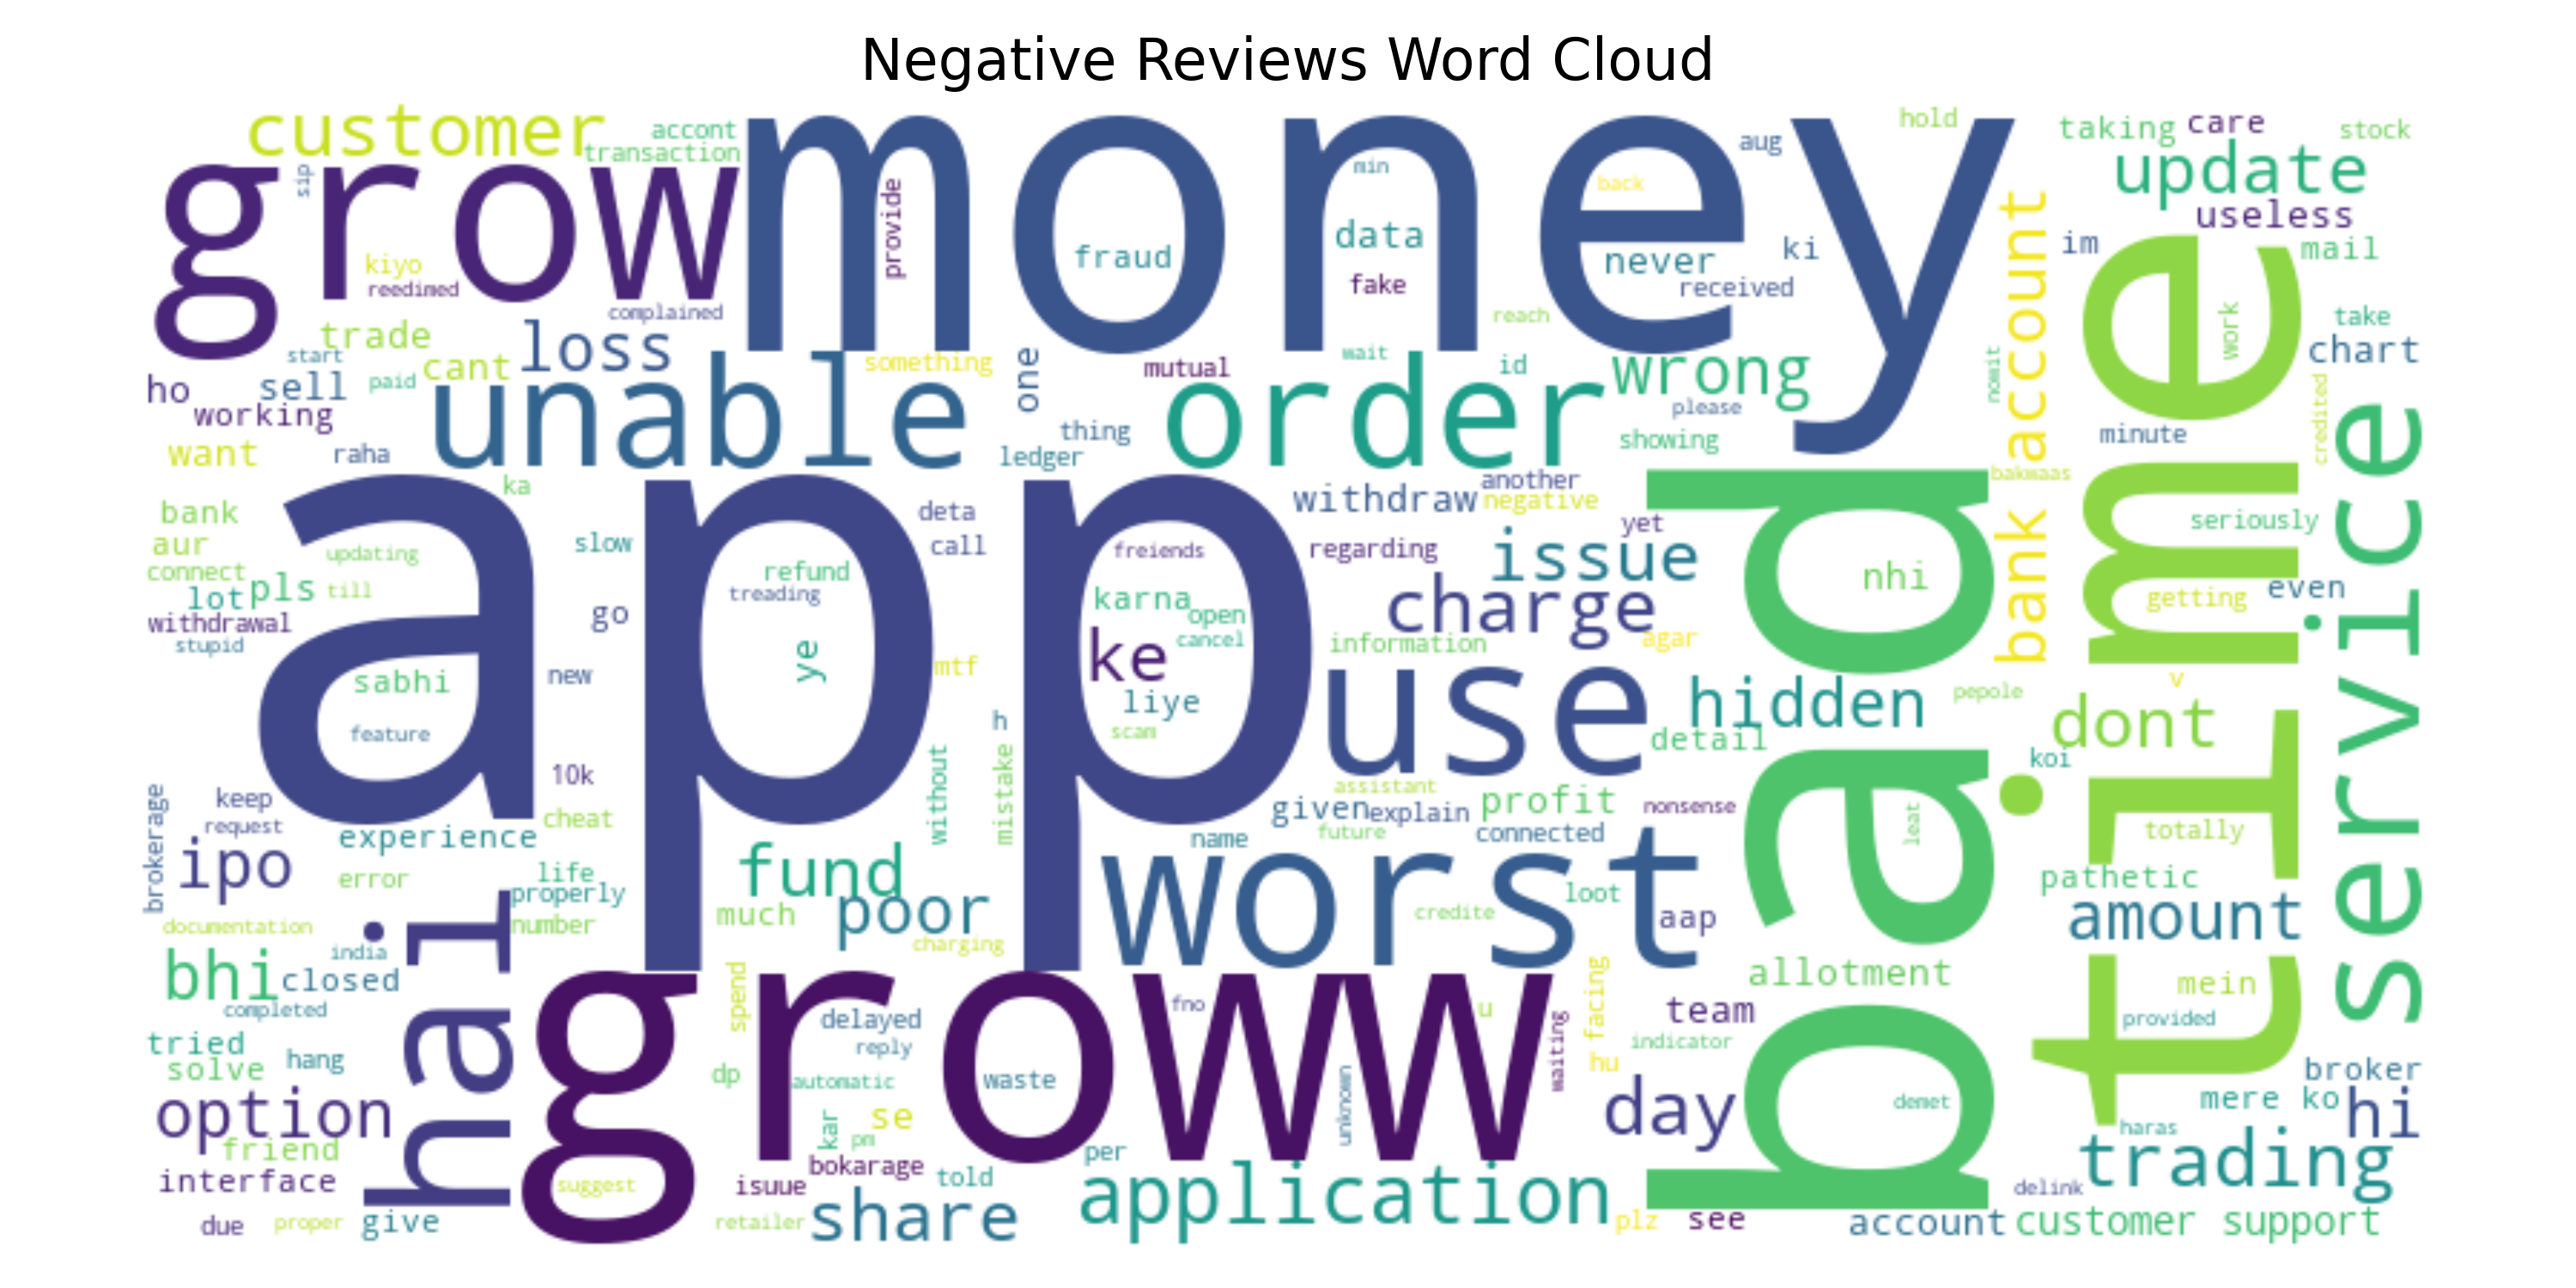 Negative Reviews Word Cloud
customer
accont
transaction
grow
sip
money
provide
fraud
min
data
fake
back
never
received
aug
ki
hold
taking
care
stock
update
useless
im
mail
kiyo
reedimed
complained
trade
start
cant
loss
something
one
mutual
reach
wait
id
wrong
please
showing
nowit
bank account
time
work
take
chart
credited
minute
ho
sell
paid
working
unable
thing
ledger
order
want
raha
ka
bakwaas
app
bank
aur
updating
connect
lot
pls
till
withdrawal
stupid
slow
go
new
deta
call
refund
treading
ye
mtf
freiends
karna
open
cancel
ke
liye
scam
withdraw
another
negative
yet
regarding
issue
charge
information
agar
use
bad
nhi
seriously
even
getting
service
sabhi
feature
10k
h
without
mistake
hidden
detail
pepole
v
dont
koi
assistant
given
explain
profit
nonsense
future
connected
name
leat
totally
brokerage
keep
request
experience
cheat
ipo
error
life
properly
number
fund
much
poor
charging
worst
credite
loot
aap
pathetic
amount
documentation
india
bhi
closed
completed
hai
groww
spend
delayed
reply
fno
u
waiting
facing
hu
allotment
team
indicator
mein
provided
tried
hang
solve
dp
automatic
waste
unknown
day
demet
broker
mere
ko
hi
haras
option
friend
interface
kar
se
pm
bokarage
per
suggest
isuue
told
application
trading
delink
due
proper
give
retailer
share
plz
see
account
customer support